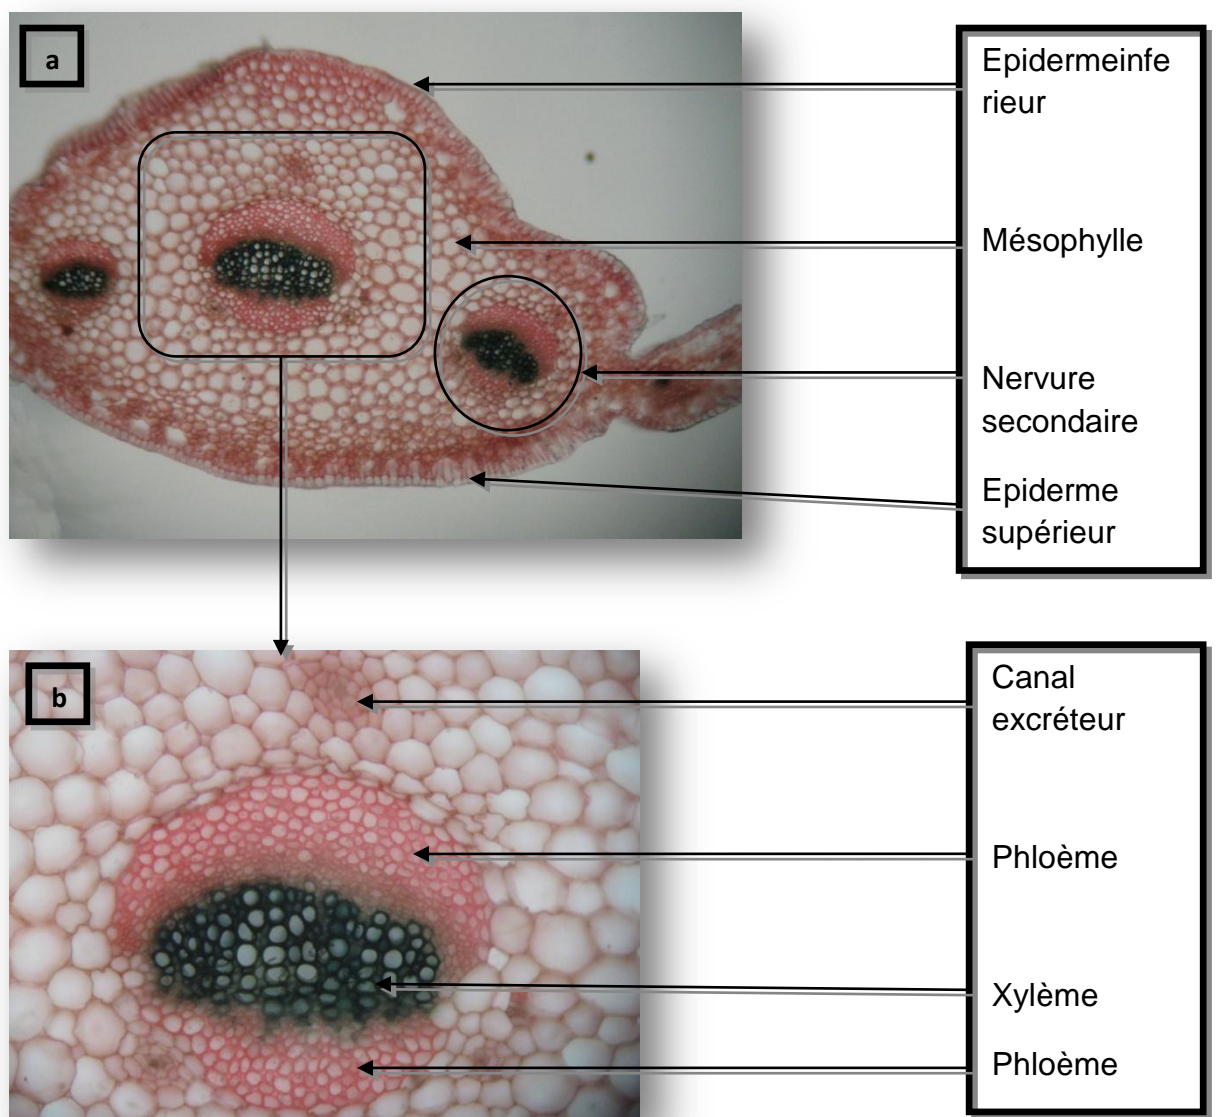 a
Epidermeinfe
rieur
Mésophylle
Nervure
secondaire
Epiderme
supérieur
b
Canal
excréteur
Phloème
Xylème
Phloème